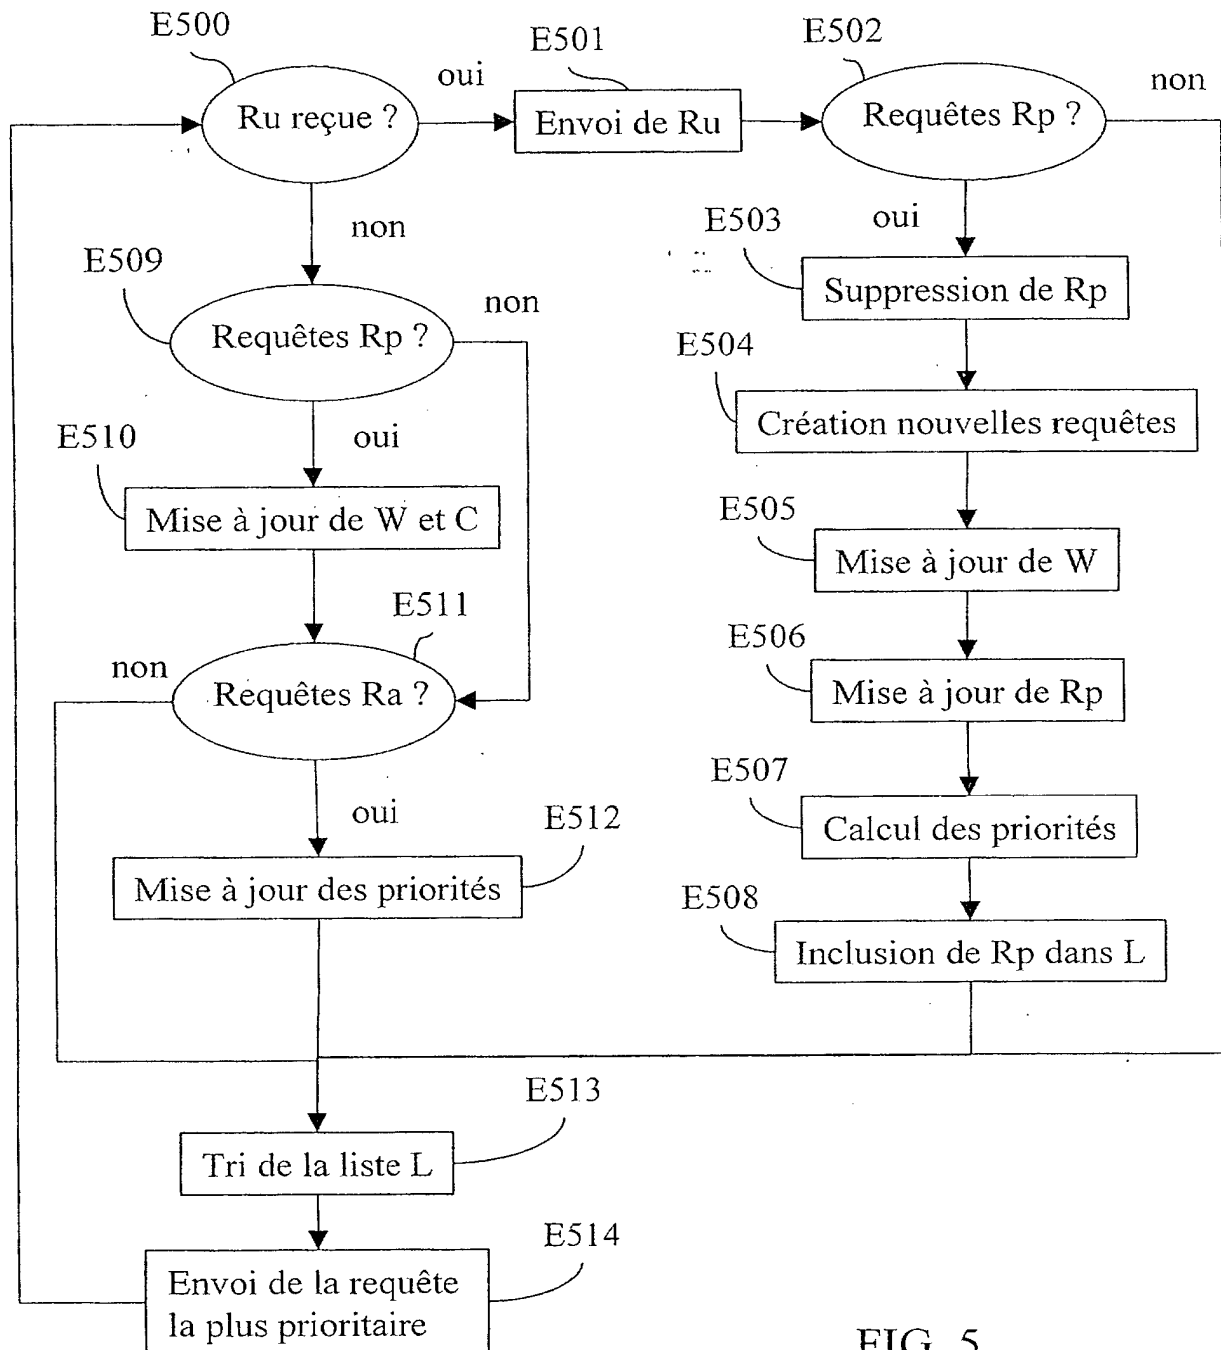 E500
Ru reçue ?
oui
E501
Envoi de Ru
E502
Requêtes Rp ?
non
non
oui
E503
Suppression de Rp
E509
Requêtes Rp ?
non
E504
Création nouvelles requêtes
oui
E510
Mise à jour de W et C
E505
Mise à jour de W
E511
non
Requêtes Ra ?
E506
Mise à jour de Rp
oui
E512
Mise à jour des priorités
E507
Calcul des priorités
E508
Inclusion de Rp dans L
E513
Tri de la liste L
E514
Envoi de la requête
la plus prioritaire
FIG. 5